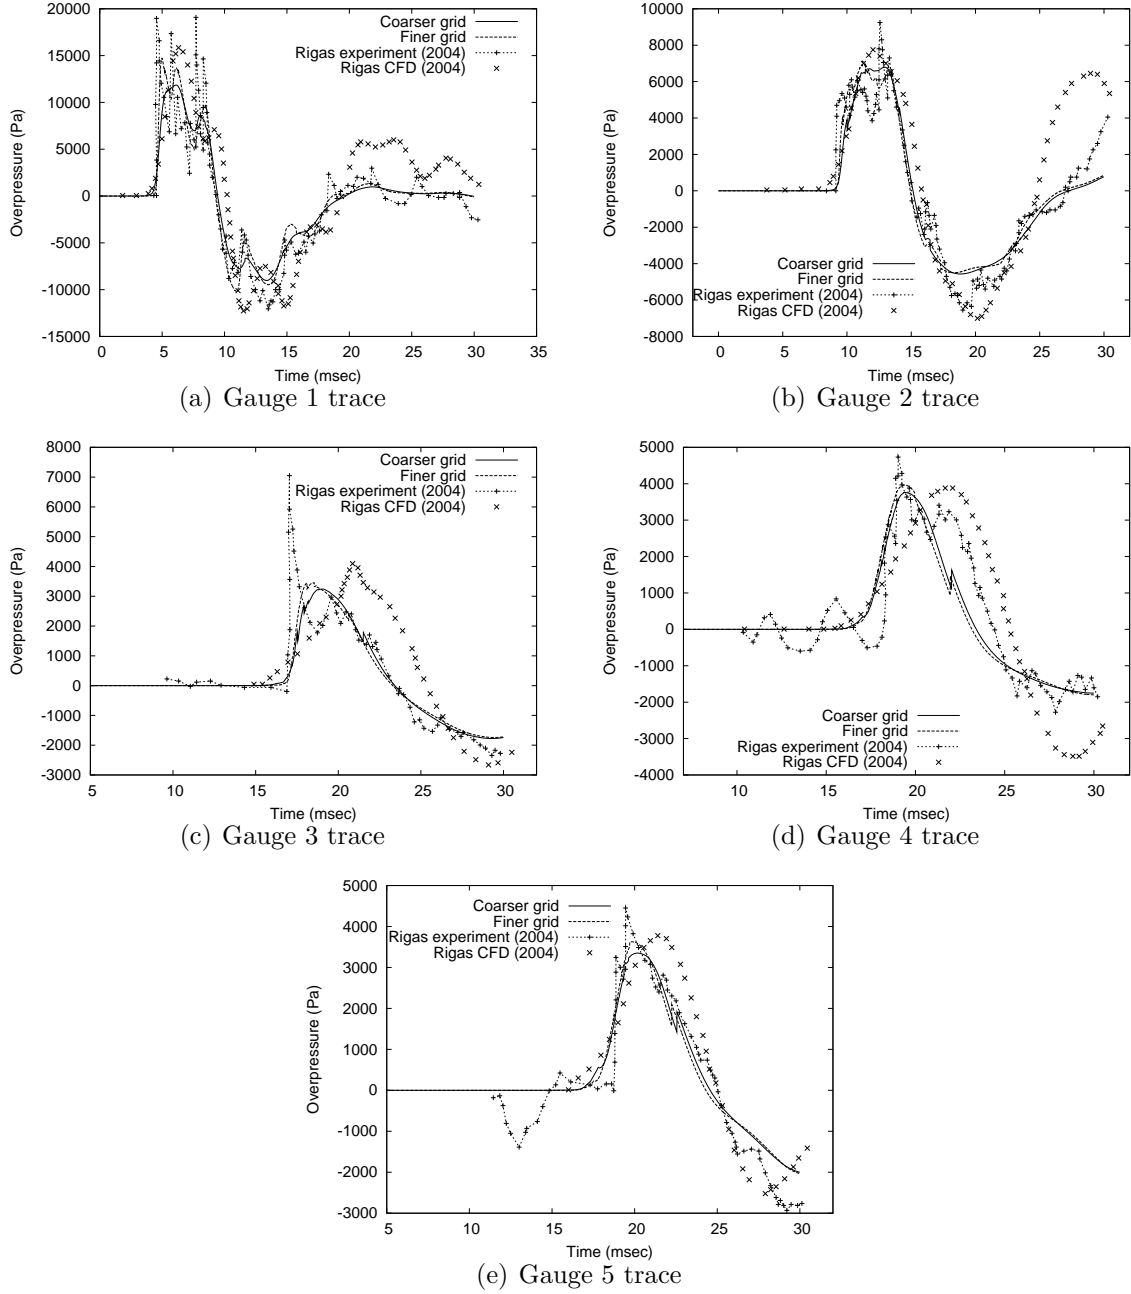 20000
15000
10000
5000
0
-5000
-10000
-15000
Overpressure (Pa)
Coarser grid
Finer grid
Rigas experiment (2004)
Rigas CFD (2004)
0 5 10 15 20 25 30 35
Time (msec)
(a) Gauge 1 trace
10000
8000
6000
4000
2000
0
-2000
-4000
-6000
-8000
Overpressure (Pa)
Coarser grid
Finer grid
Rigas experiment (2004)
Rigas CFD (2004)
0 5 10 15 20 25 30
Time (msec)
(b) Gauge 2 trace
8000
7000
6000
5000
4000
3000
2000
1000
0
-1000
-2000
-3000
Overpressure (Pa)
Coarser grid
Finer grid
Rigas experiment (2004)
Rigas CFD (2004)
5 10 15 20 25 30
Time (msec)
(c) Gauge 3 trace
5000
4000
3000
2000
1000
0
-1000
-2000
-3000
-4000
Overpressure (Pa)
Coarser grid
Finer grid
Rigas experiment (2004)
Rigas CFD (2004)
10 15 20 25 30
Time (msec)
(d) Gauge 4 trace
5000
4000
3000
2000
1000
0
-1000
-2000
-3000
Overpressure (Pa)
Coarser grid
Finer grid
Rigas experiment (2004)
Rigas CFD (2004)
5 10 15 20 25 30
Time (msec)
(e) Gauge 5 trace